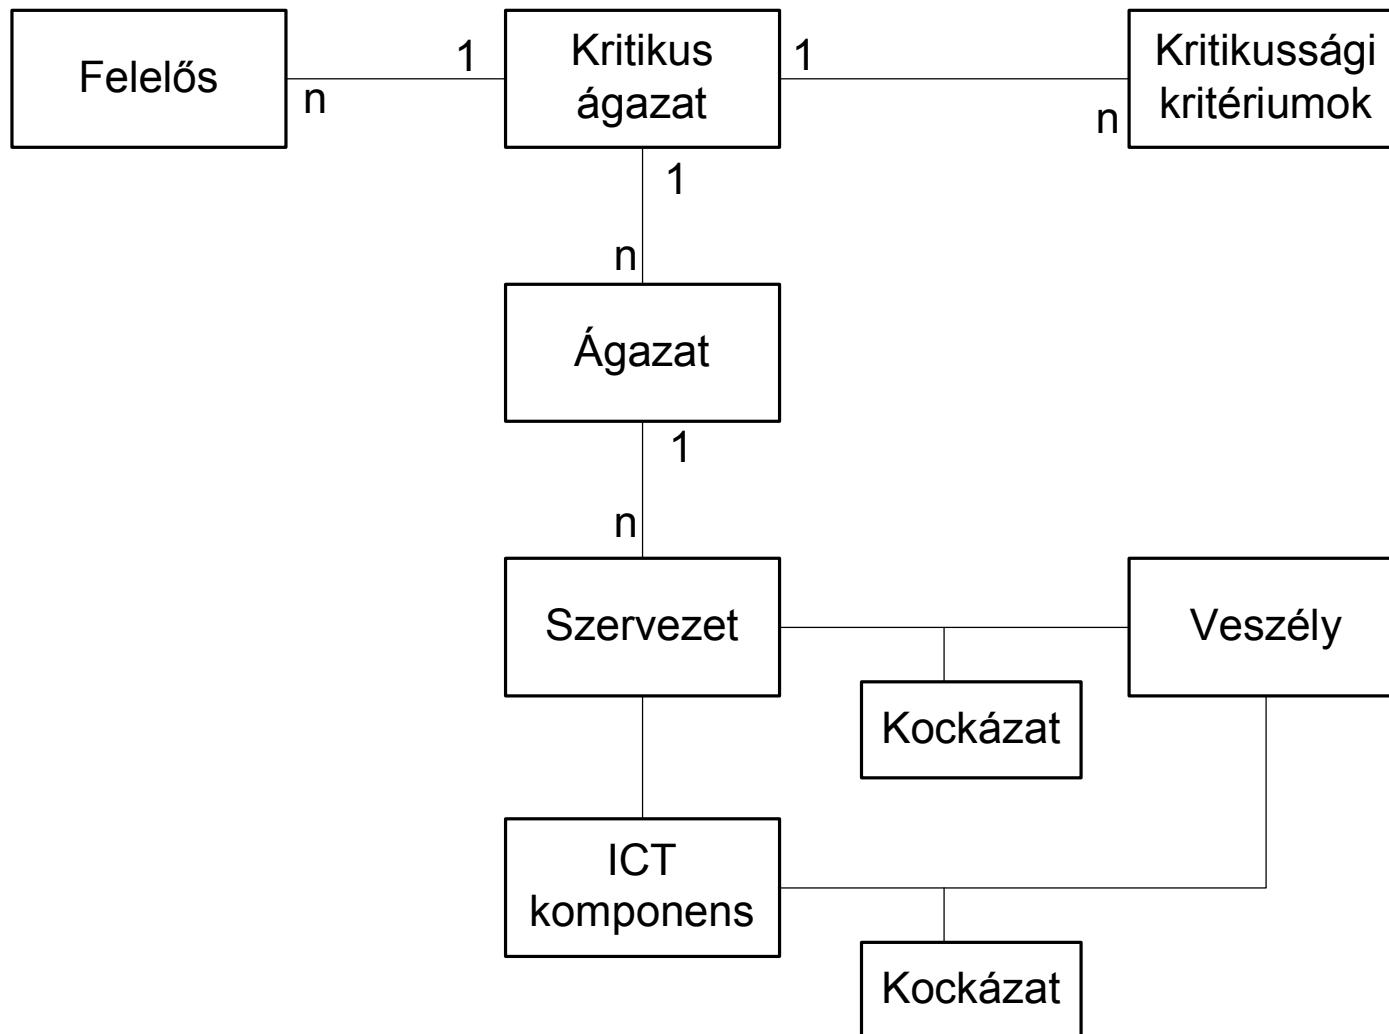 Felelős
n
1
Kritikus
ágazat
1
n
Kritikussági
kritériumok
1
n
Ágazat
1
n
Szervezet
Veszély
Kockázat
ICT
komponens
Kockázat